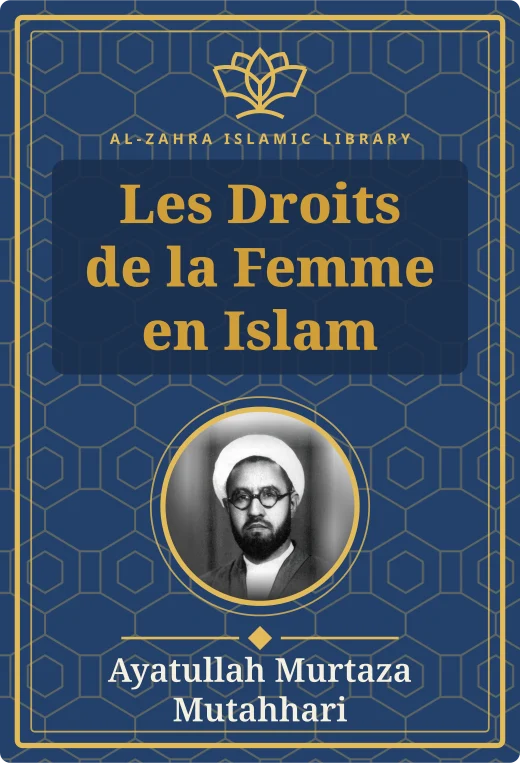 AL-ZAHRA ISLAMIC LIBRARY
Les Droits
de la Femme
en Islam
Ayatullah Murtaza
Mutahhari